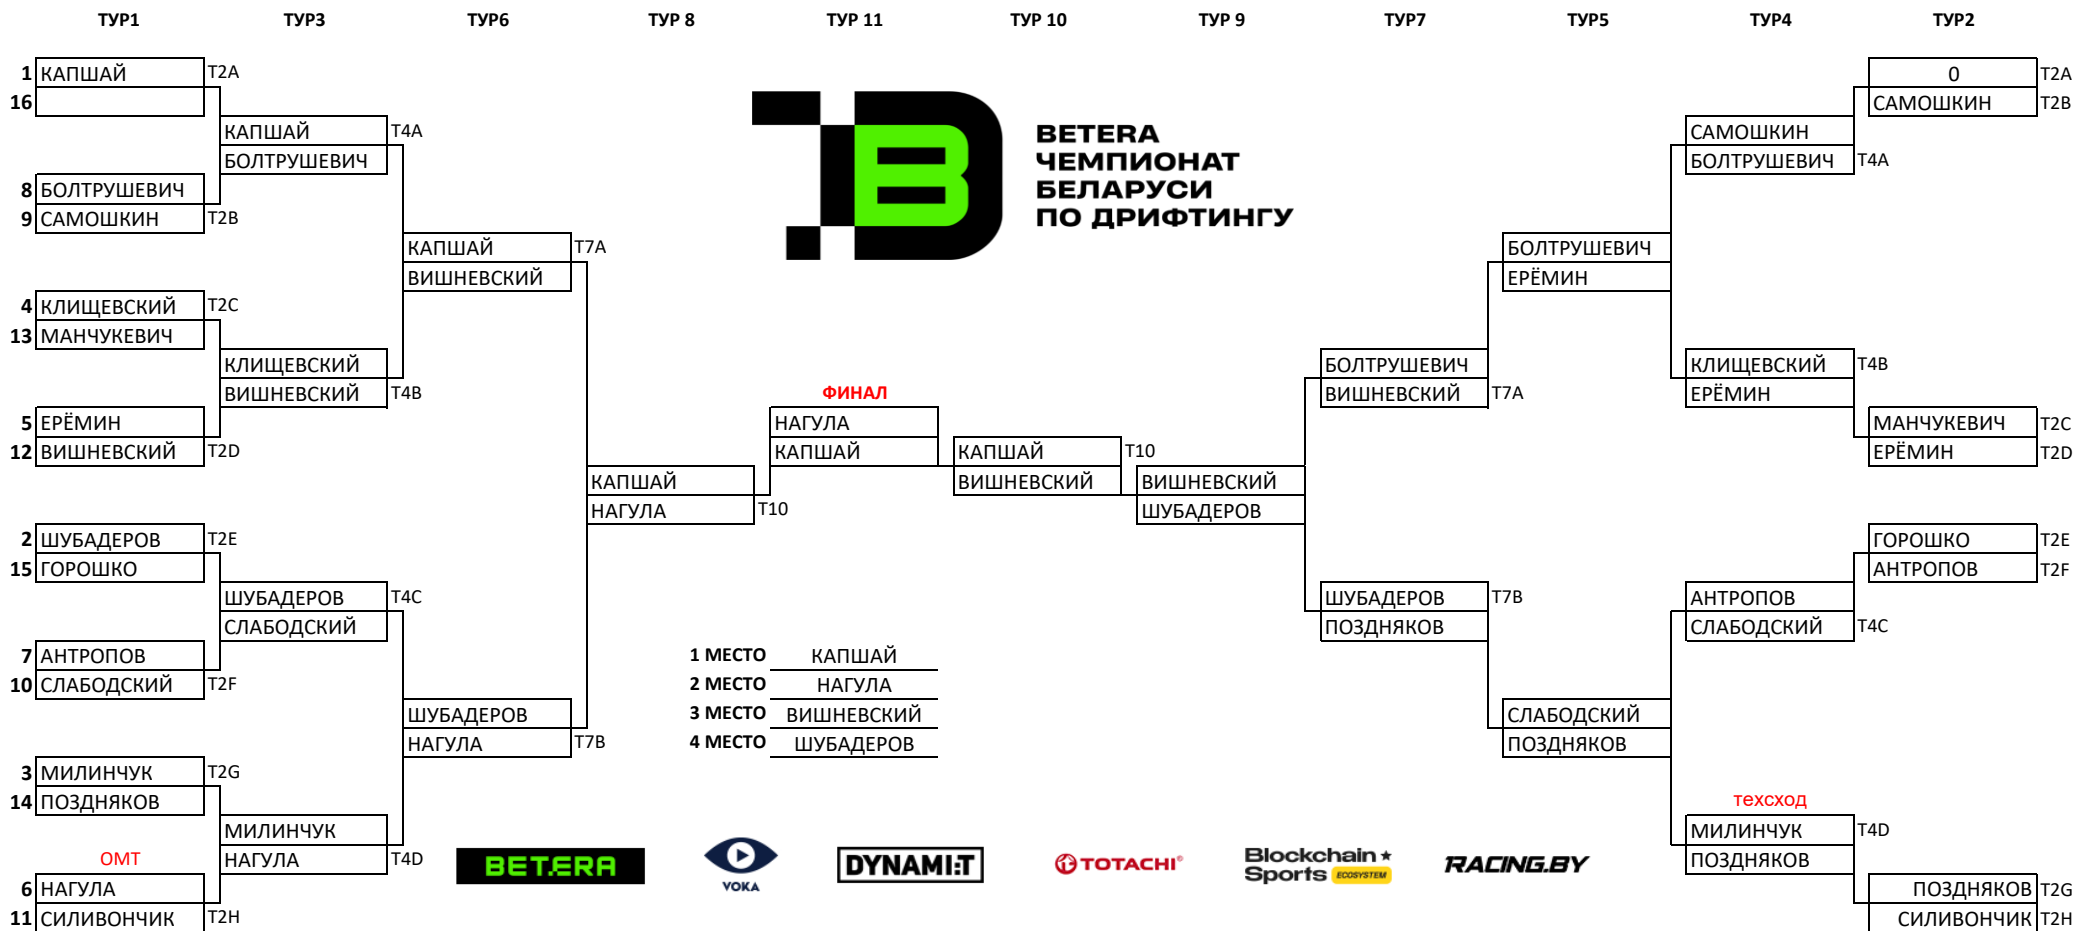 ТУР1 ТУР3 ТУР6 ТУР 8 ТУР 11 ТУР 10 ТУР 9 ТУР7 ТУР5 ТУР4 ТУР2
1 КАПШАЙ T2A 0 T2A
16 САМОШКИН T2B
КАПШАЙ T4A САМОШКИН
БОЛТРУШЕВИЧ БОЛТРУШЕВИЧ T4A
BETERA
ЧЕМПИОНАТ
БЕЛАРУСИ
ПО ДРИФТИНГУ
8 БОЛТРУШЕВИЧ
9 САМОШКИН T2B
КАПШАЙ T7A БОЛТРУШЕВИЧ
ВИШНЕВСКИЙ ЕРЁМИН
4 КЛИЩЕВСКИЙ T2C
13 МАНЧУКЕВИЧ
КЛИЩЕВСКИЙ БОЛТРУШЕВИЧ КЛИЩЕВСКИЙ T4B
ВИШНЕВСКИЙ T4B ФИНАЛ ВИШНЕВСКИЙ T7A ЕРЁМИН
5 ЕРЁМИН НАГУЛА МАНЧУКЕВИЧ T2C
12 ВИШНЕВСКИЙ T2D КАПШАЙ КАПШАЙ T10 ЕРЁМИН T2D
КАПШАЙ ВИШНЕВСКИЙ ВИШНЕВСКИЙ
НАГУЛА T10 ШУБАДЕРОВ
2 ШУБАДЕРОВ T2E ГОРОШКО T2E
15 ГОРОШКО АНТРОПОВ T2F
ШУБАДЕРОВ T4C ШУБАДЕРОВ T7B АНТРОПОВ
СЛАБОДСКИЙ ПОЗДНЯКОВ СЛАБОДСКИЙ T4C
7 АНТРОПОВ 1 МЕСТО КАПШАЙ
10 СЛАБОДСКИЙ T2F 2 МЕСТО НАГУЛА
ШУБАДЕРОВ 3 МЕСТО ВИШНЕВСКИЙ СЛАБОДСКИЙ
НАГУЛА T7B 4 МЕСТО ШУБАДЕРОВ ПОЗДНЯКОВ
3 МИЛИНЧУК T2G
14 ПОЗДНЯКОВ техсход
МИЛИНЧУК МИЛИНЧУК T4D
ОМТ НАГУЛА T4D ПОЗДНЯКОВ
BETERA VOKA DYNAMI:T TOTACHI® Blockchain Sports ECOSYSTEM RACING.BY
6 НАГУЛА ПОЗДНЯКОВ T2G
11 СИЛИВОНЧИК T2H СИЛИВОНЧИК T2H